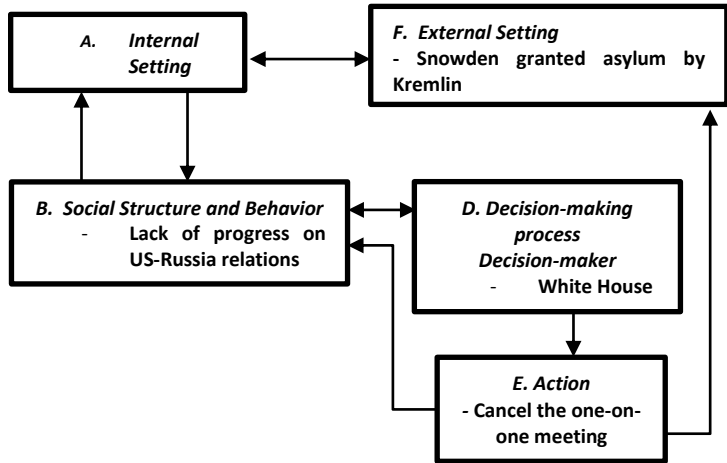 A. Internal
Setting
F. External Setting
- Snowden granted asylum by
Kremlin
B. Social Structure and Behavior
- Lack of progress on
US-Russia relations
D. Decision-making
process
Decision-maker
- White House
E. Action
- Cancel the one-on-
one meeting